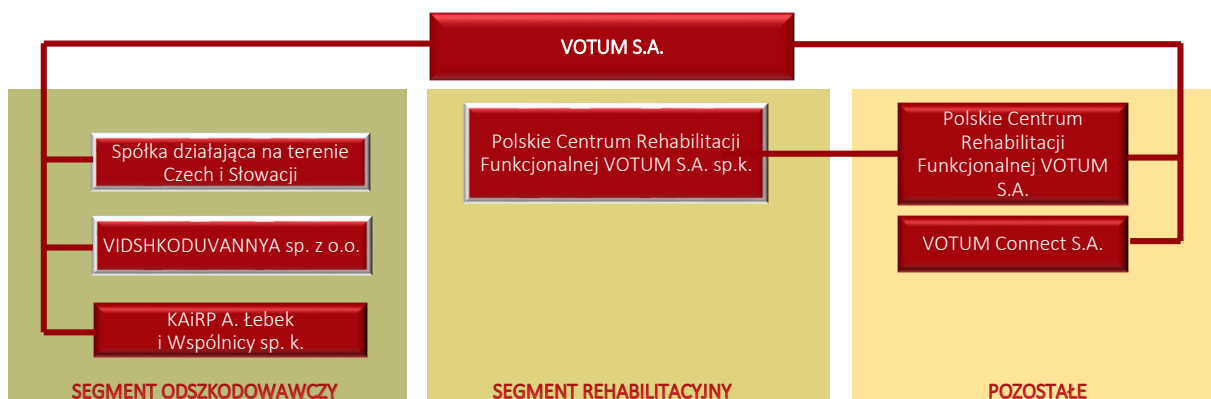 VOTUM S.A.
Spółka działająca na terenie
Czech i Słowacji
VIDSHKODUVANNYA sp. z o.o.
KAiRP A. Łebek
i Wspólnicy sp. k.
SEGMENT ODSZKODOWAWCZY
Polskie Centrum Rehabilitacji
Funkcjonalnej VOTUM S.A. sp.k.
SEGMENT REHABILITACYJNY
Polskie Centrum
Rehabilitacji
Funkcjonalnej VOTUM
S.A.
VOTUM Connect S.A.
POZOSTAŁE